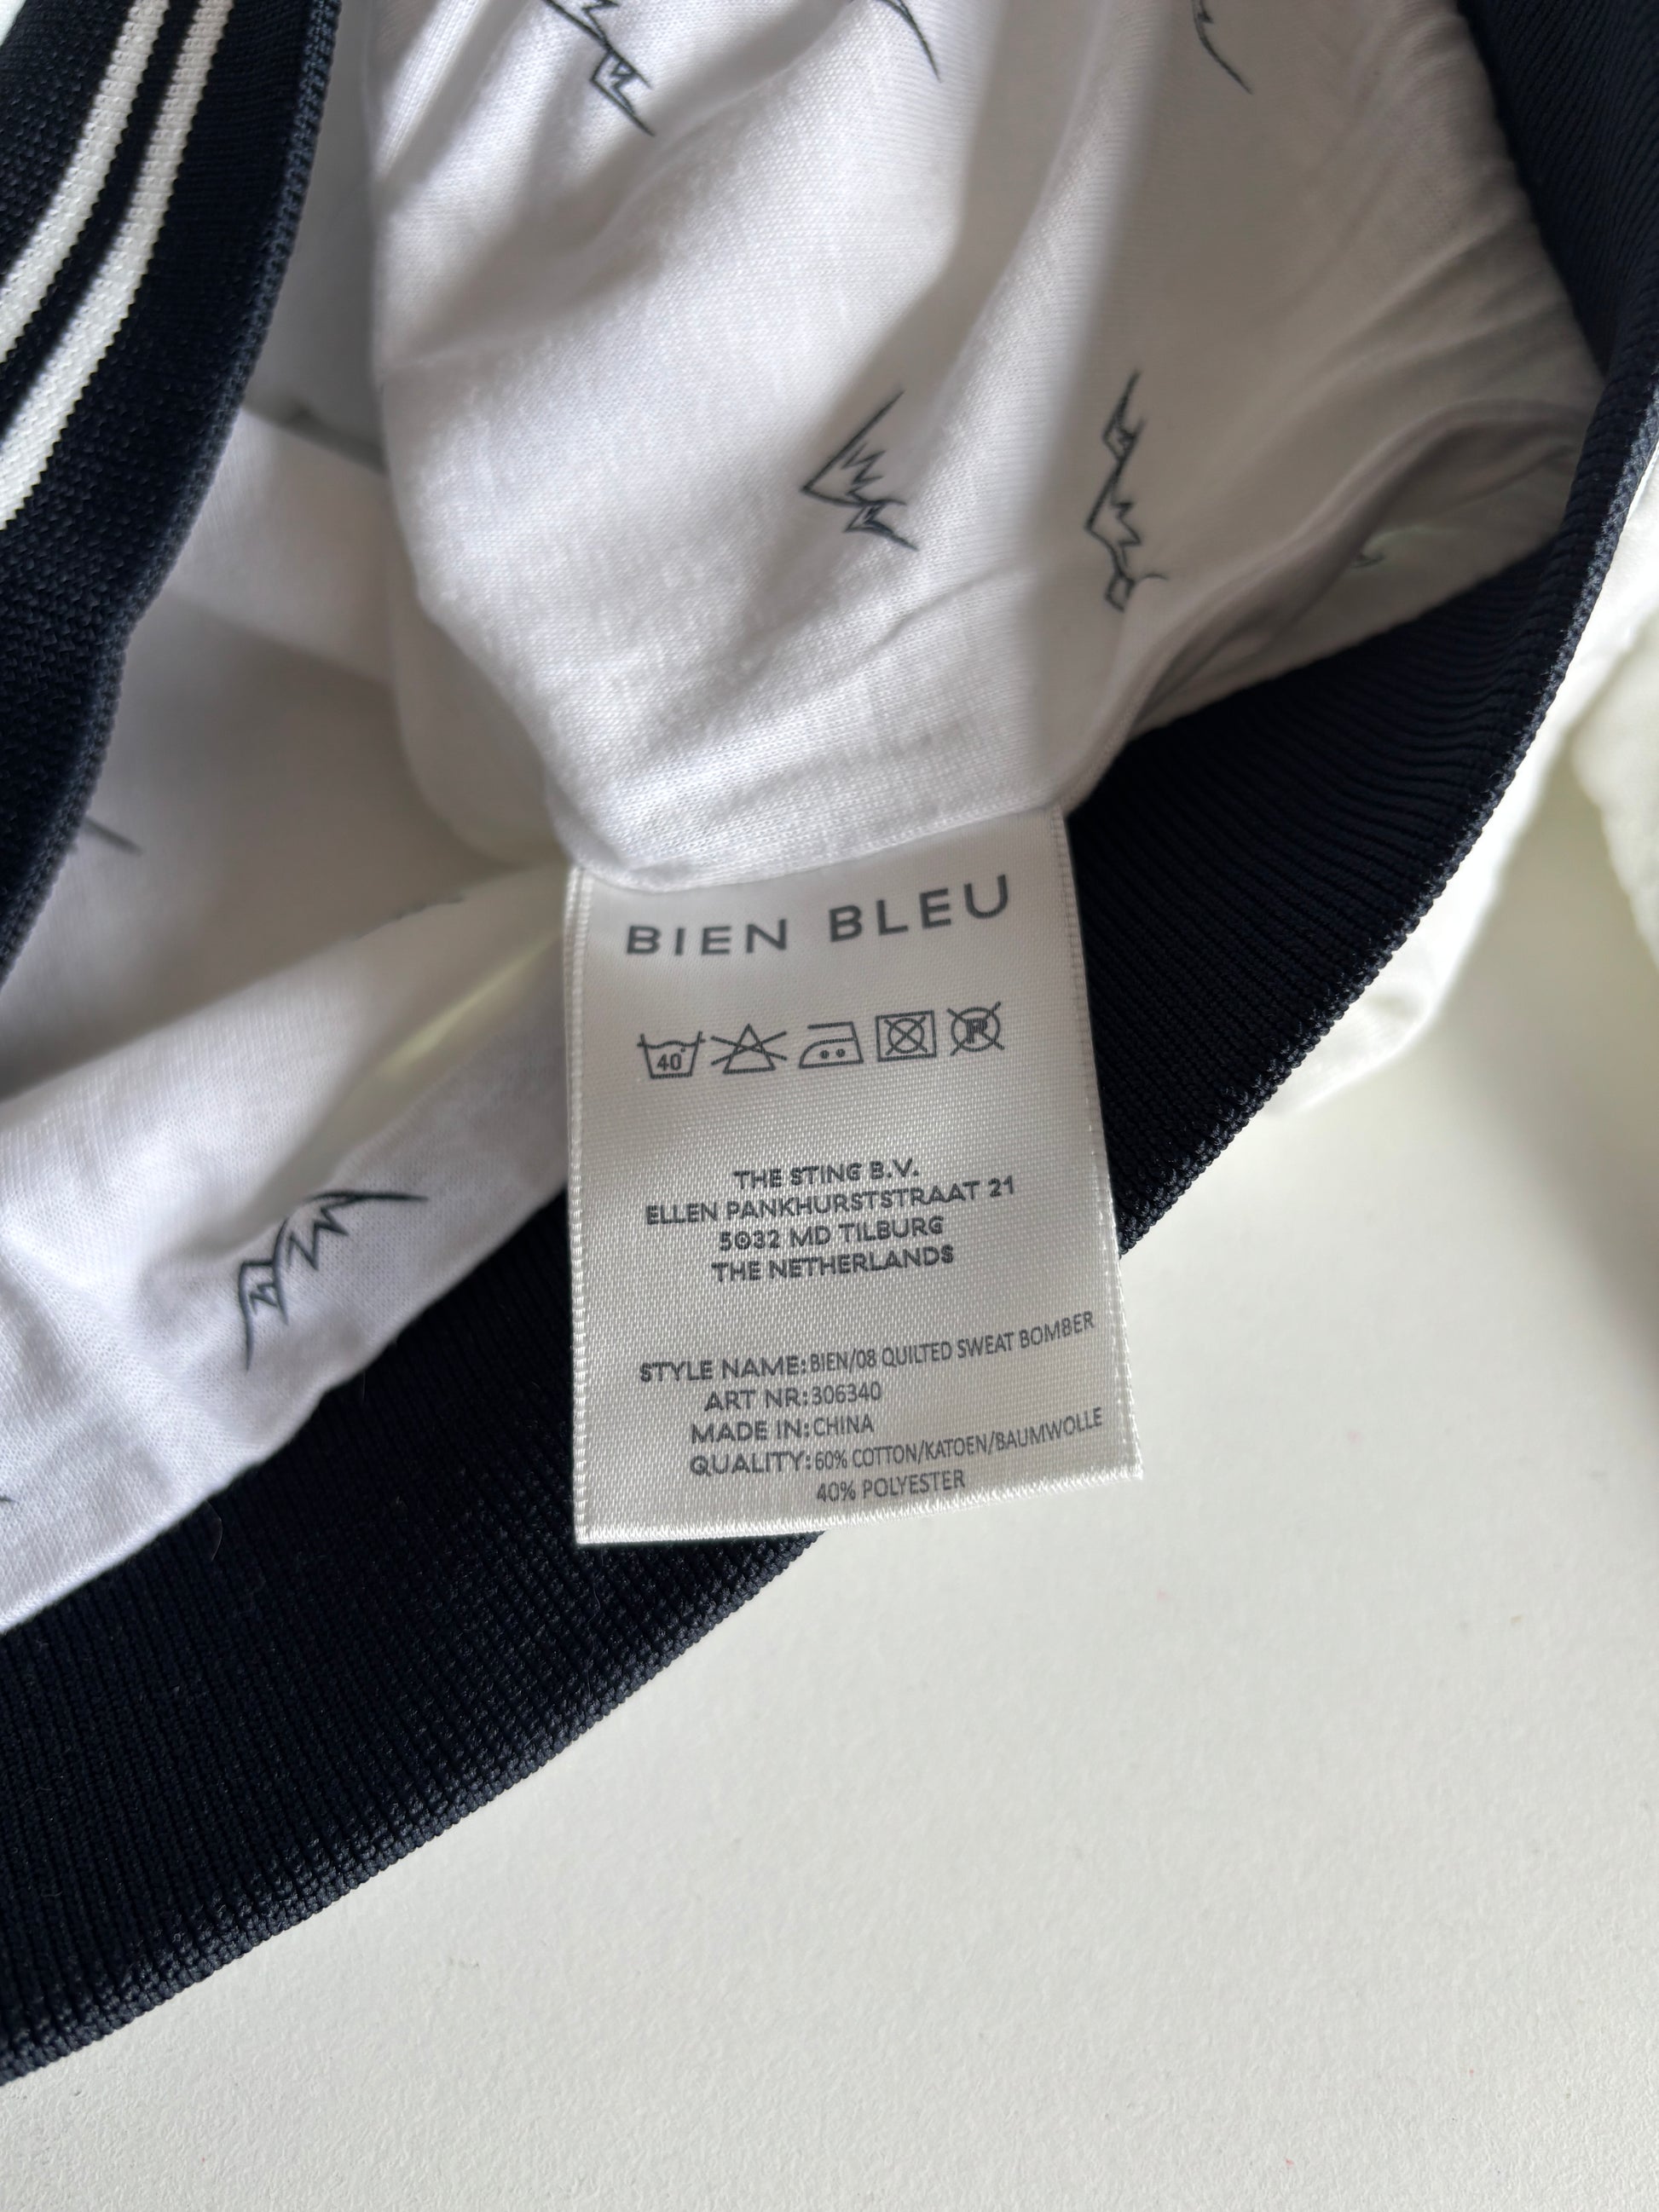 BIEN BLEU
40°
P
THE STING B.V.
ELLEN PANKHURSTSTRAAT 21
5032 MD TILBURG
THE NETHERLANDS
STYLE NAME:BIEN/08 QUILTED SWEAT BOMBER
ART NR:306340
MADE IN:CHINA
QUALITY:60% COTTON/KATOEN/BAUMWOLLE
40% POLYESTER